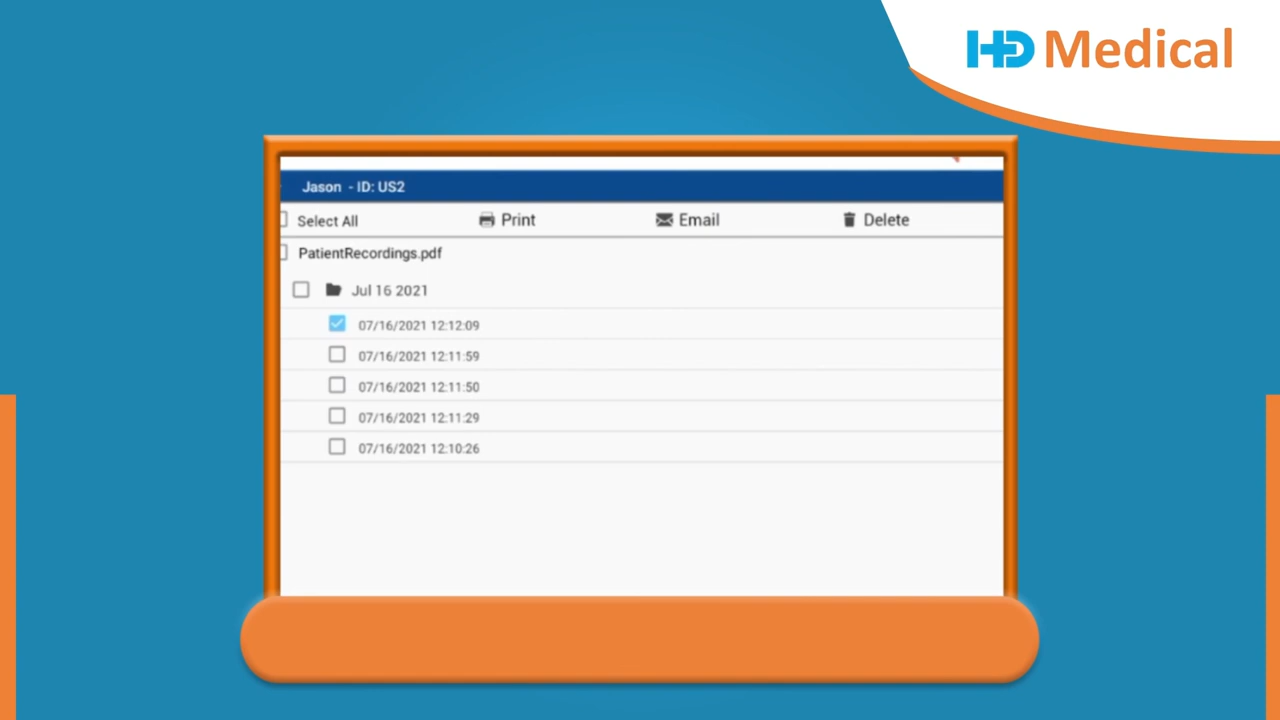 HD Medical
Jason - ID: US2
Select All Print Email Delete
PatientRecordings.pdf
Jul 16 2021
07/16/2021 12:12:09
07/16/2021 12:11:59
07/16/2021 12:11:50
07/16/2021 12:11:29
07/16/2021 12:10:26